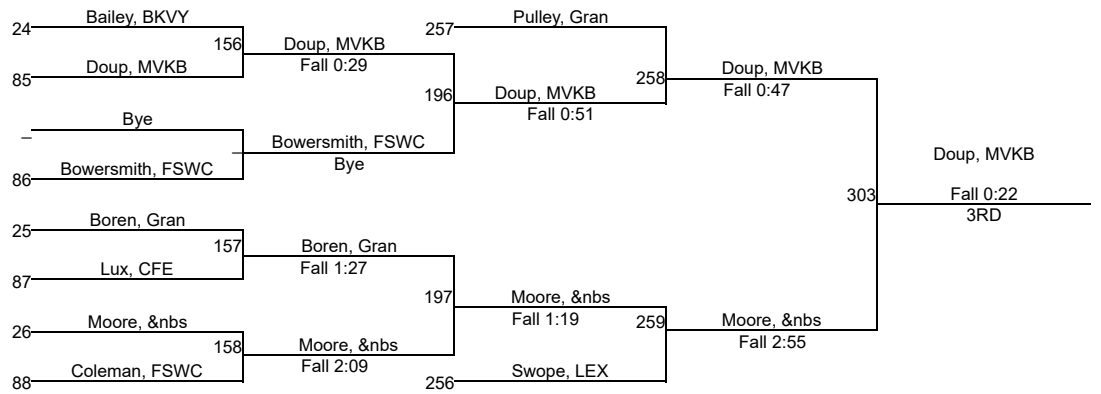 Bailey, BKVY
24
156
Doup, MVKB
85
Doup, MVKB
Fall 0:29
Bye
_
Bowersmith, FSWC
86
_
Bowersmith, FSWC
Bye
196
257
Pulley, Gran
Doup, MVKB
Fall 0:51
258
Doup, MVKB
Fall 0:47
Boren, Gran
25
157
Lux, CFE
87
Boren, Gran
Fall 1:27
Moore, &nbs
26
158
Coleman, FSWC
88
Moore, &nbs
Fall 2:09
197
Moore, &nbs
Fall 1:19
259
256
Swope, LEX
Moore, &nbs
Fall 2:55
303
Doup, MVKB
Fall 0:22
3RD